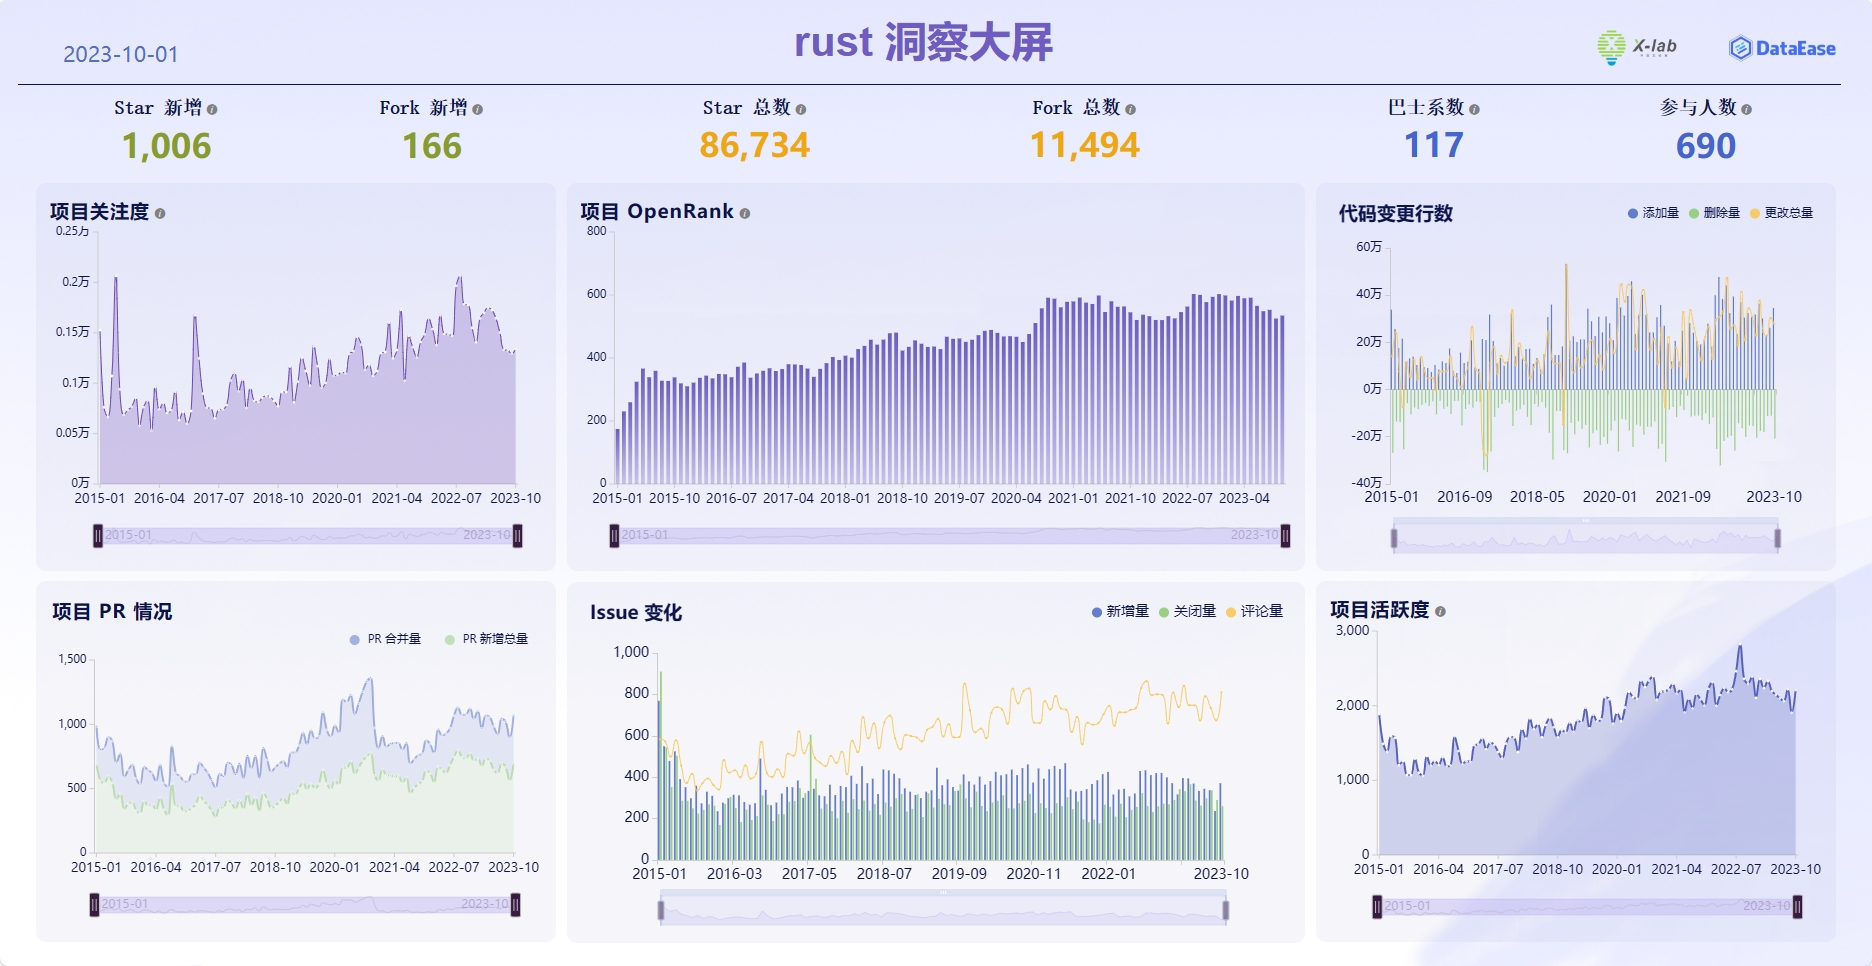 rust 洞察大屏
2023-10-01
X-lab
DataEase
Star 新增 Fork 新增 Star 总数 Fork 总数 巴士系数 参与人数
1,006 166 86,734 11,494 117 690
项目关注度
0.25万
0.2万
0.15万
0.1万
0.05万
0万
2015-01 2016-04 2017-07 2018-10 2020-01 2021-04 2022-07 2023-10
2015-01 2023-10
项目 OpenRank
800
600
400
200
0
2015-01 2015-10 2016-07 2017-04 2018-01 2018-10 2019-07 2020-04 2021-01 2021-10 2022-07 2023-04
2015-01 2023-10
代码变更行数
添加量 删除量 更改总量
60万
40万
20万
0万
-20万
-40万
2015-01 2016-09 2018-05 2020-01 2021-09 2023-10
项目 PR 情况
PR 合并量 PR 新增总量
1,500
1,000
500
0
2015-01 2016-04 2017-07 2018-10 2020-01 2021-04 2022-07 2023-10
2015-01 2023-10
Issue 变化
新增量 关闭量 评论量
1,000
800
600
400
200
0
2015-01 2016-03 2017-05 2018-07 2019-09 2020-11 2022-01 2023-10
项目活跃度
3,000
2,000
1,000
0
2015-01 2016-04 2017-07 2018-10 2020-01 2021-04 2022-07 2023-10
2015-01 2023-10